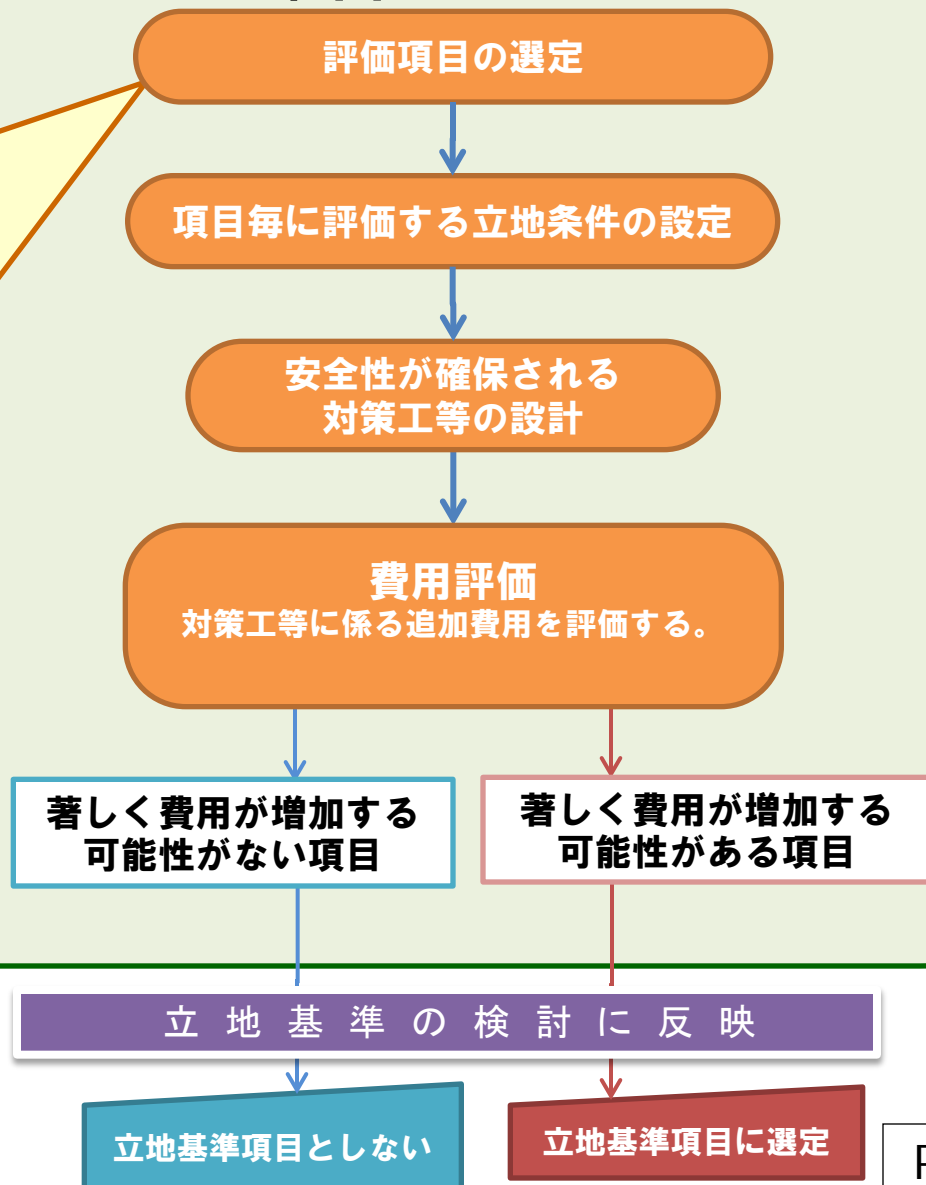 評価項目の選定
項目毎に評価する立地条件の設定
安全性が確保される
対策工等の設計
費用評価
対策工等に係る追加費用を評価する。
著しく費用が増加する
可能性がない項目
著しく費用が増加する
可能性がある項目
立地基準の検討に反映
立地基準項目としない
立地基準項目に選定